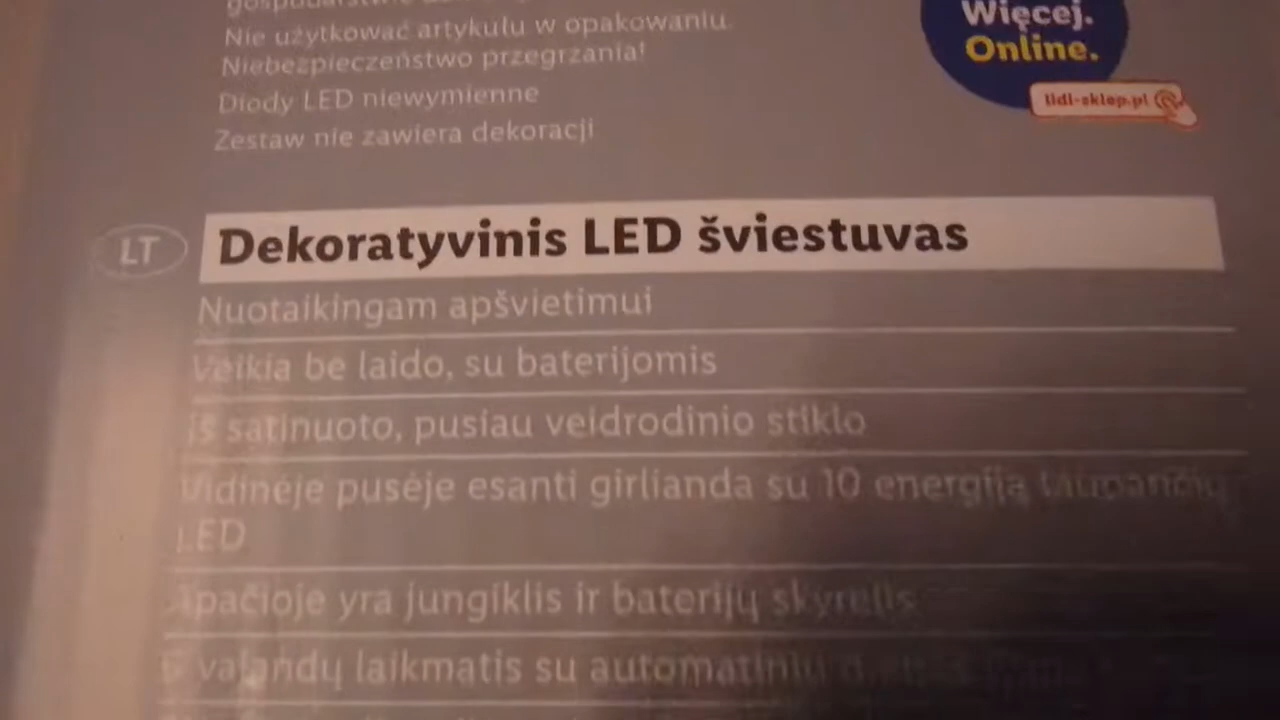 Nie użytkować artykułu w opakowaniu.
Niebezpieczeństwo przegrzania!
Diody LED niewymienne
Zestaw nie zawiera dekoracji
Więcej.
Online.
lidl-sklep.pl
LT
Dekoratyvinis LED šviestuvas
Nuotaikingam apšvietimui
Veikia be laido, su baterijomis
Iš satinuoto, pusiau veidrodinio stiklo
Vidinėje pusėje esanti girlianda su 10 energiją taupančių
LED
Apačioje yra jungiklis ir baterijų skyrelis
valandų laikmatis su automatiniu